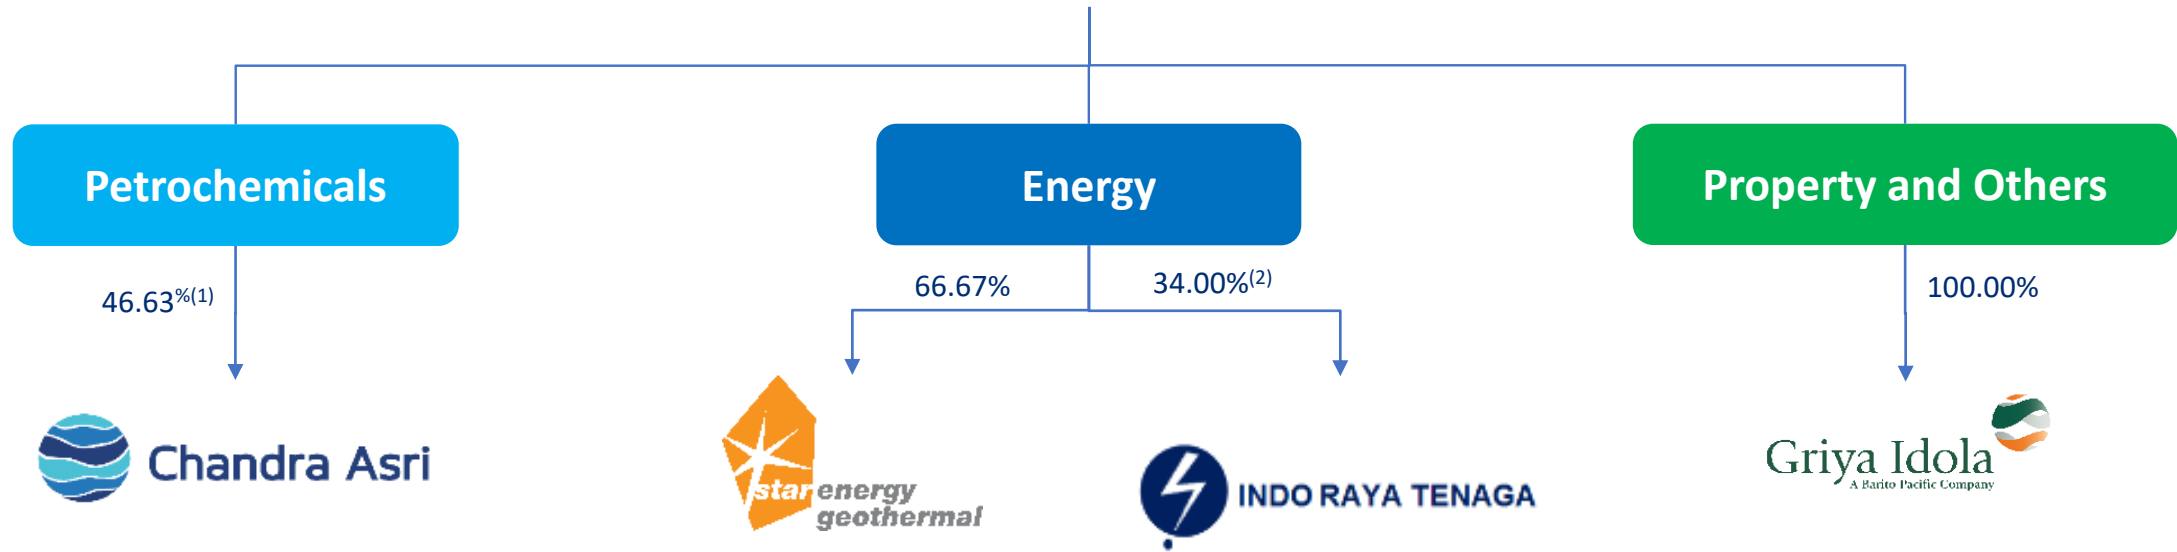 Petrochemicals
Energy
Property and Others
46.63%(1)
66.67%
34.00%(2)
100.00%
Chandra Asri
star energy
geothermal
INDO RAYA TENAGA
Griya Idola
A Barito Pacific Company